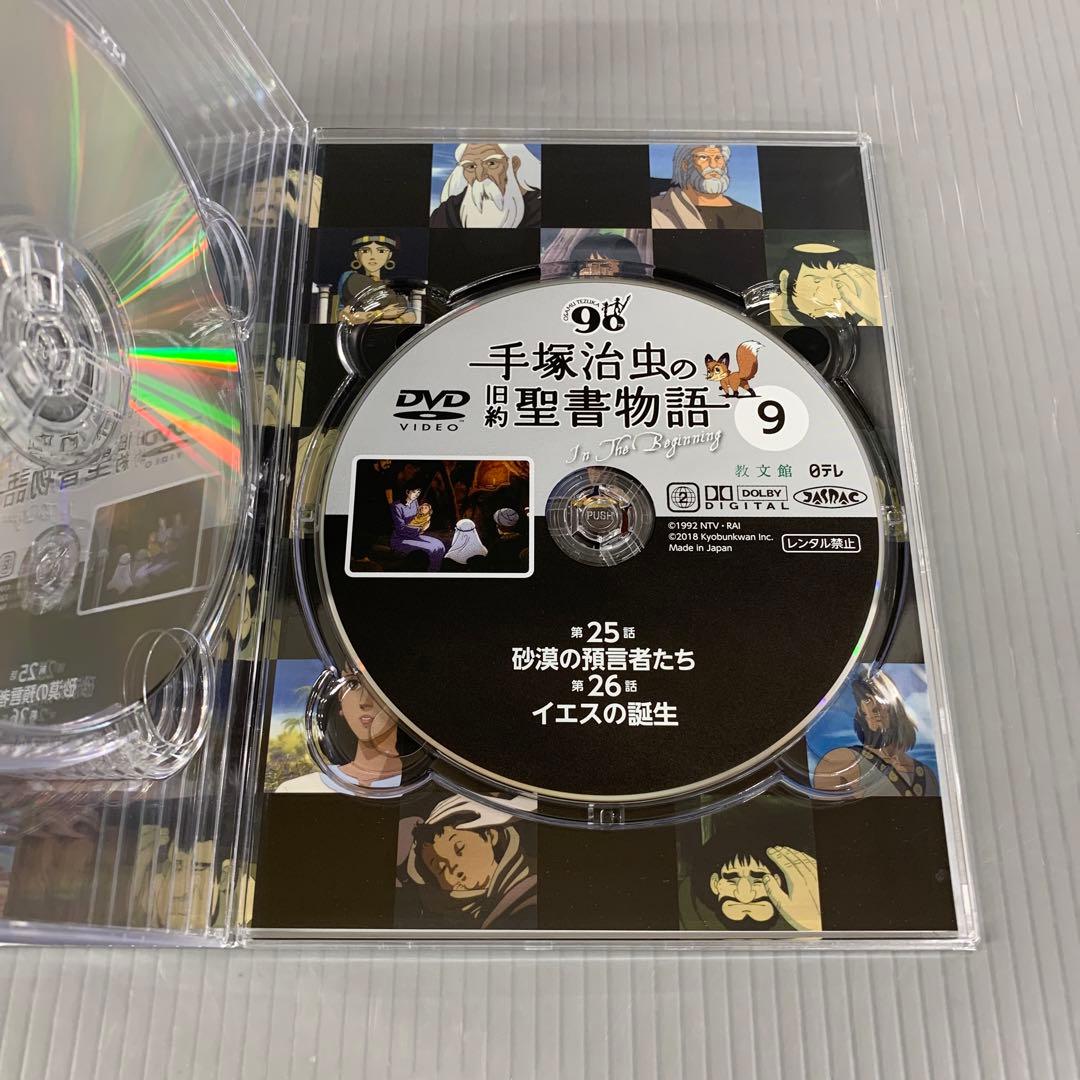 OSAMU TEZUKA
90
手塚治虫の
旧約聖書物語
In The Beginning
9
DVD
VIDEO™
教文館 日テレ
2
DOLBY
DIGITAL
JASRAC
PUSH
©1992 NTV・RAI
©2018 Kyobunkwan Inc.
Made in Japan
レンタル禁止
第25話
砂漠の預言者たち
第26話
イエスの誕生